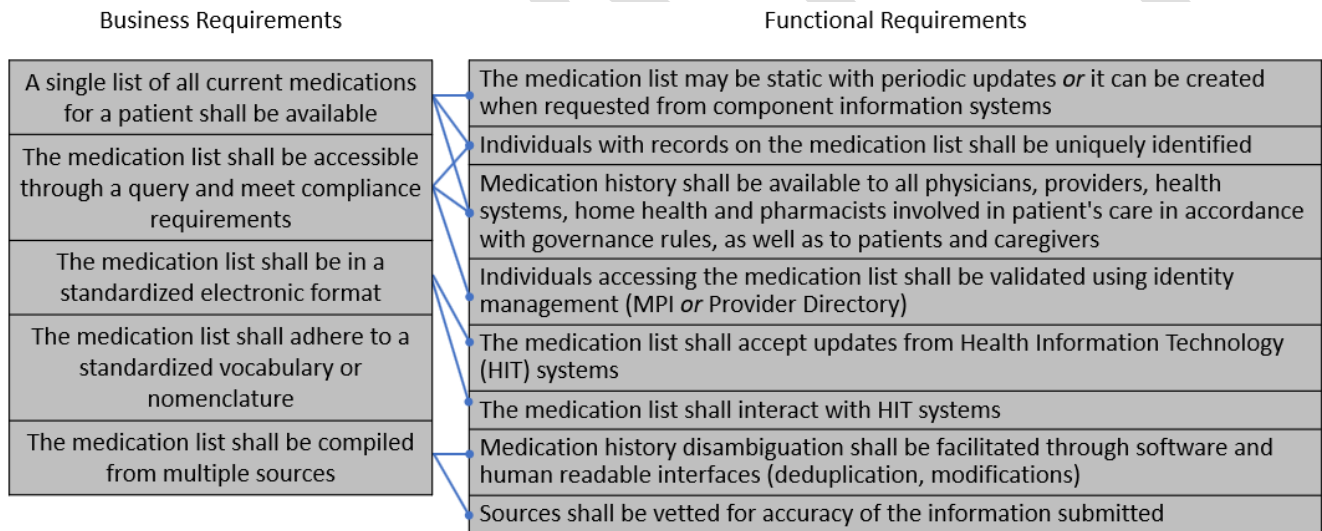 Business Requirements
Functional Requirements
A single list of all current medications
for a patient shall be available
The medication list shall be accessible
through a query and meet compliance
requirements
The medication list shall be in a
standardized electronic format
The medication list shall adhere to a
standardized vocabulary or
nomenclature
The medication list shall be compiled
from multiple sources
The medication list may be static with periodic updates or it can be created
when requested from component information systems
Individuals with records on the medication list shall be uniquely identified
Medication history shall be available to all physicians, providers, health
systems, home health and pharmacists involved in patient's care in accordance
with governance rules, as well as to patients and caregivers
Individuals accessing the medication list shall be validated using identity
management (MPI or Provider Directory)
The medication list shall accept updates from Health Information Technology
(HIT) systems
The medication list shall interact with HIT systems
Medication history disambiguation shall be facilitated through software and
human readable interfaces (deduplication, modifications)
Sources shall be vetted for accuracy of the information submitted